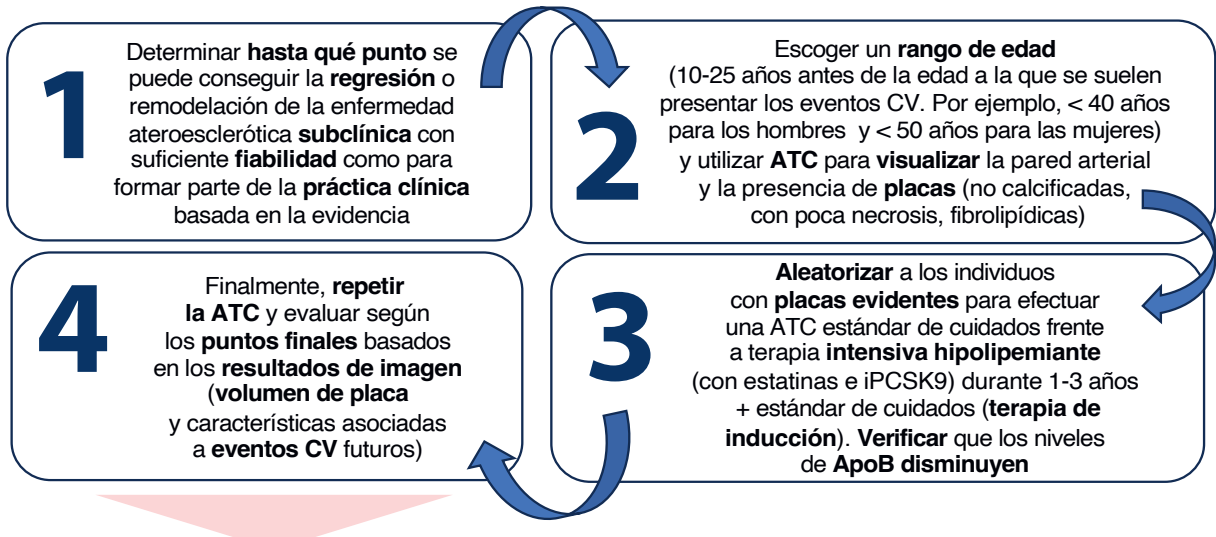 1
Determinar hasta qué punto se
puede conseguir la regresión o
remodelación de la enfermedad
ateroesclerótica subclínica con
suficiente fiabilidad como para
formar parte de la práctica clínica
basada en la evidencia
2
Escoger un rango de edad
(10-25 años antes de la edad a la que se suelen
presentar los eventos CV. Por ejemplo, < 40 años
para los hombres y < 50 años para las mujeres)
y utilizar ATC para visualizar la pared arterial
y la presencia de placas (no calcificadas,
con poca necrosis, fibrolipídicas)
3
Aleatorizar a los individuos
con placas evidentes para efectuar
una ATC estándar de cuidados frente
a terapia intensiva hipolipemiante
(con estatinas e iPCSK9) durante 1-3 años
+ estándar de cuidados (terapia de
inducción). Verificar que los niveles
de ApoB disminuyen
4
Finalmente, repetir
la ATC y evaluar según
los puntos finales basados
en los resultados de imagen
(volumen de placa
y características asociadas
a eventos CV futuros)